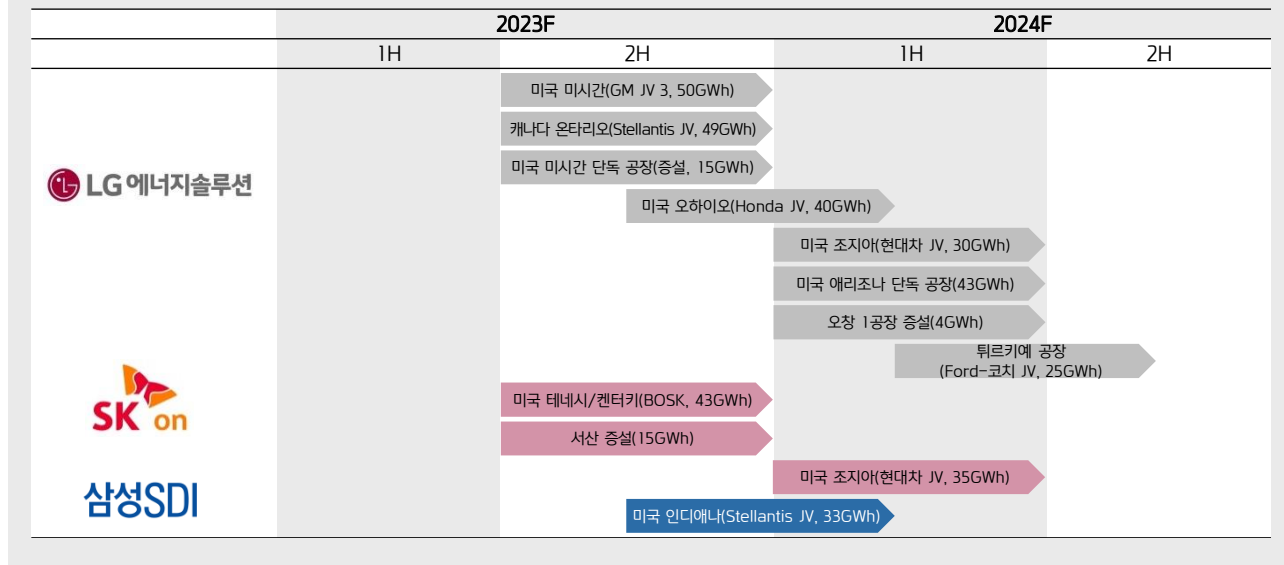 2023F 2024F
1H 2H 1H 2H
미국 미시간(GM JV 3, 50GWh)
캐나다 온타리오(Stellantis JV, 49GWh)
미국 미시간 단독 공장(증설, 15GWh)
LG에너지솔루션
미국 오하이오(Honda JV, 40GWh)
미국 조지아(현대차 JV, 30GWh)
미국 애리조나 단독 공장(43GWh)
오창 1공장 증설(4GWh)
튀르키예 공장
(Ford-코치 JV, 25GWh)
SK on
미국 테네시/켄터키(BOSK, 43GWh)
서산 증설(15GWh)
미국 조지아(현대차 JV, 35GWh)
삼성SDI
미국 인디애나(Stellantis JV, 33GWh)